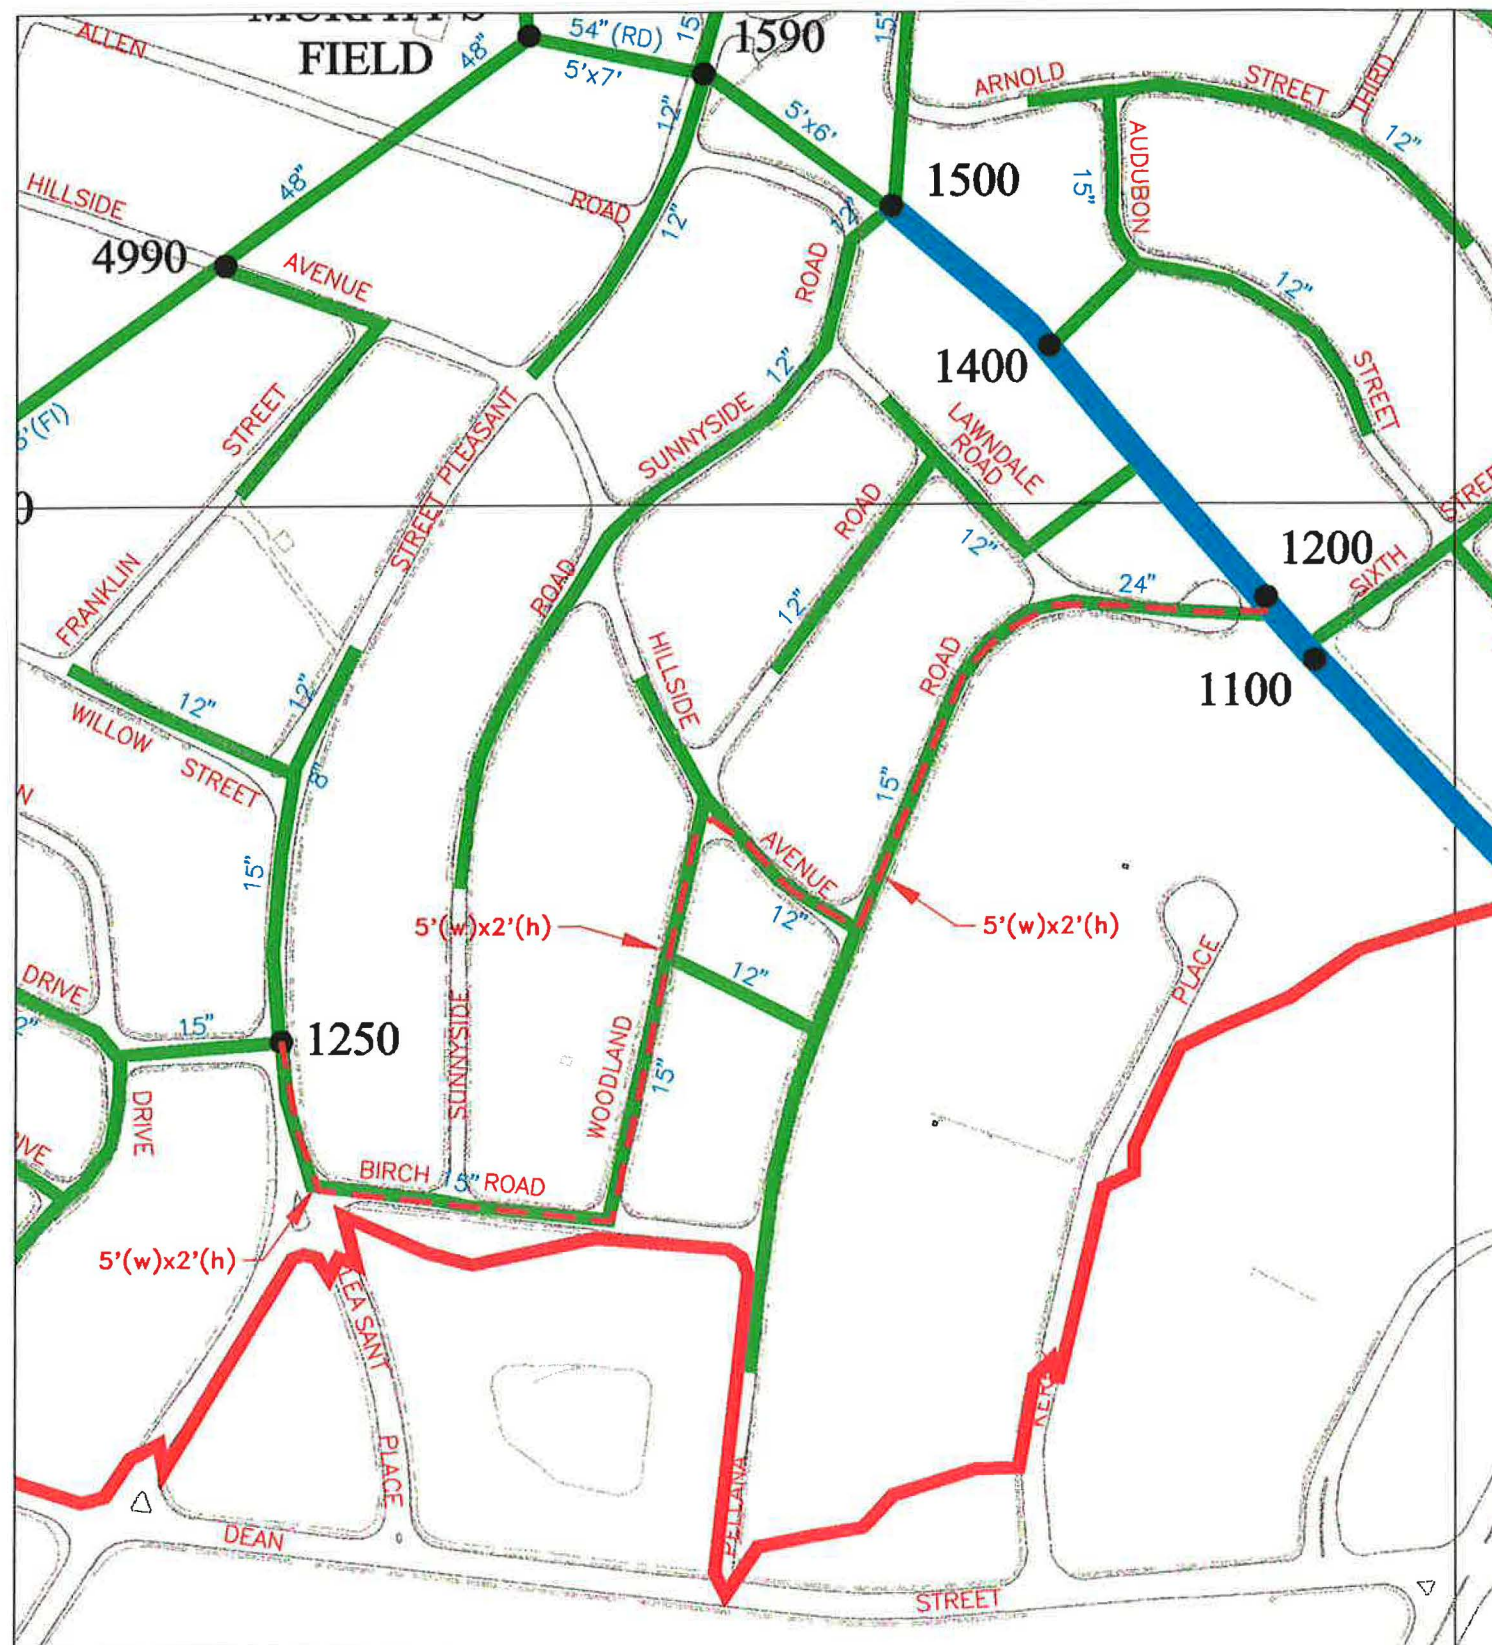 FIELD
1590
54"(RD)
5'x7'
48"
15"
15"
ALLEN
12"
5'x6'
ARNOLD
STREET
THIRD
12"
AUDUBON
15"
48"
HILLSIDE
ROAD
12"
12"
1500
4990
AVENUE
ROAD
12"
1400
STREET
12"
STREET
PLEASANT
SUNNYSIDE
LAWNDALE
ROAD
STREET
ROAD
12"
1200
SIXTH
FRANKLIN
ROAD
12"
24"
HILLSIDE
ROAD
1100
12"
12"
WILLOW
STREET
8"
15"
15"
AVENUE
12"
5'(w)x2'(h)
5'(w)x2'(h)
PLACE
12"
DRIVE
15"
1250
SUNNYSIDE
WOODLAND
15"
DRIVE
BIRCH
15"
ROAD
5'(w)x2'(h)
PLACE
DEAN
STREET